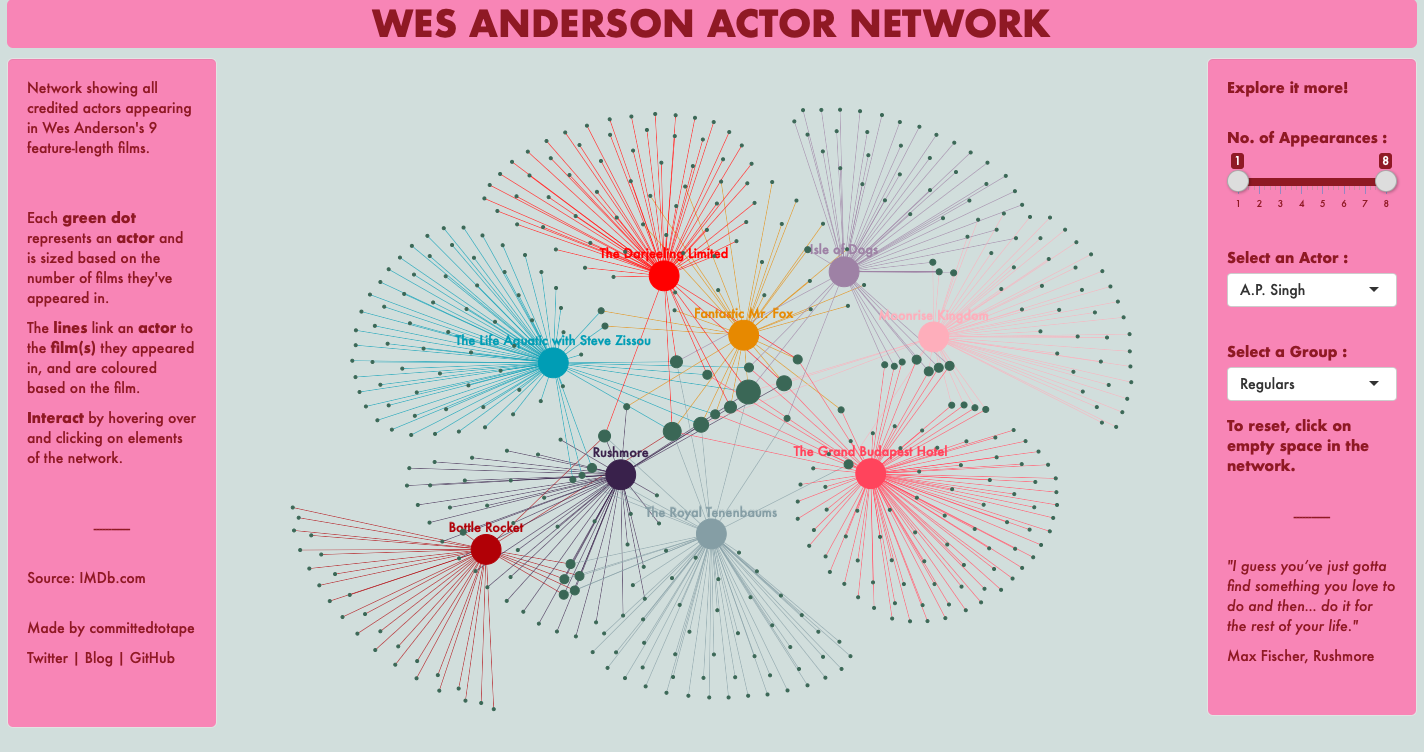 WES ANDERSON ACTOR NETWORK
Network showing all
credited actors appearing
in Wes Anderson's 9
feature-length films.
Each green dot
represents an actor and
is sized based on the
number of films they've
appeared in.
The lines link an actor to
the film(s) they appeared
in, and are coloured
based on the film.
Interact by hovering over
and clicking on elements
of the network.
Source: IMDb.com
Made by committedtotape
Twitter | Blog | GitHub
The Darjeeling Limited
Isle of Dogs
Fantastic Mr. Fox
Moonrise Kingdom
The Life Aquatic with Steve Zissou
Rushmore
The Grand Budapest Hotel
The Royal Tenenbaums
Bottle Rocket
Explore it more!
No. of Appearances :
1 8
1 2 3 4 5 6 7 8
Select an Actor :
A.P. Singh
Select a Group :
Regulars
To reset, click on
empty space in the
network.
"I guess you've just gotta
find something you love to
do and then... do it for
the rest of your life."
Max Fischer, Rushmore